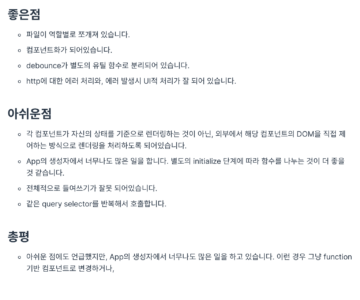 좋은점
파일이 역할별로 쪼개져 있습니다.
컴포넌트화가 되어있습니다.
debounce가 별도의 유틸 함수로 분리되어 있습니다.
http에 대한 에러 처리와, 에러 발생시 UI적 처리가 잘 되어 있습니다.
아쉬운점
각 컴포넌트가 자신의 상태를 기준으로 렌더링하는 것이 아닌, 외부에서 해당 컴포넌트의 DOM을 직접 제
어하는 방식으로 렌더링을 처리하도록 되어있습니다.
App의 생성자에서 너무나도 많은 일을 합니다. 별도의 initialize 단계에 따라 함수를 나누는 것이 더 좋을
것 같습니다.
전체적으로 들여쓰기가 잘못 되어있습니다.
같은 query selector를 반복해서 호출합니다.
총평
아쉬운 점에도 언급했지만, App의 생성자에서 너무나도 많은 일을 하고 있습니다. 이런 경우 그냥 function
기반 컴포넌트로 변경하거나,